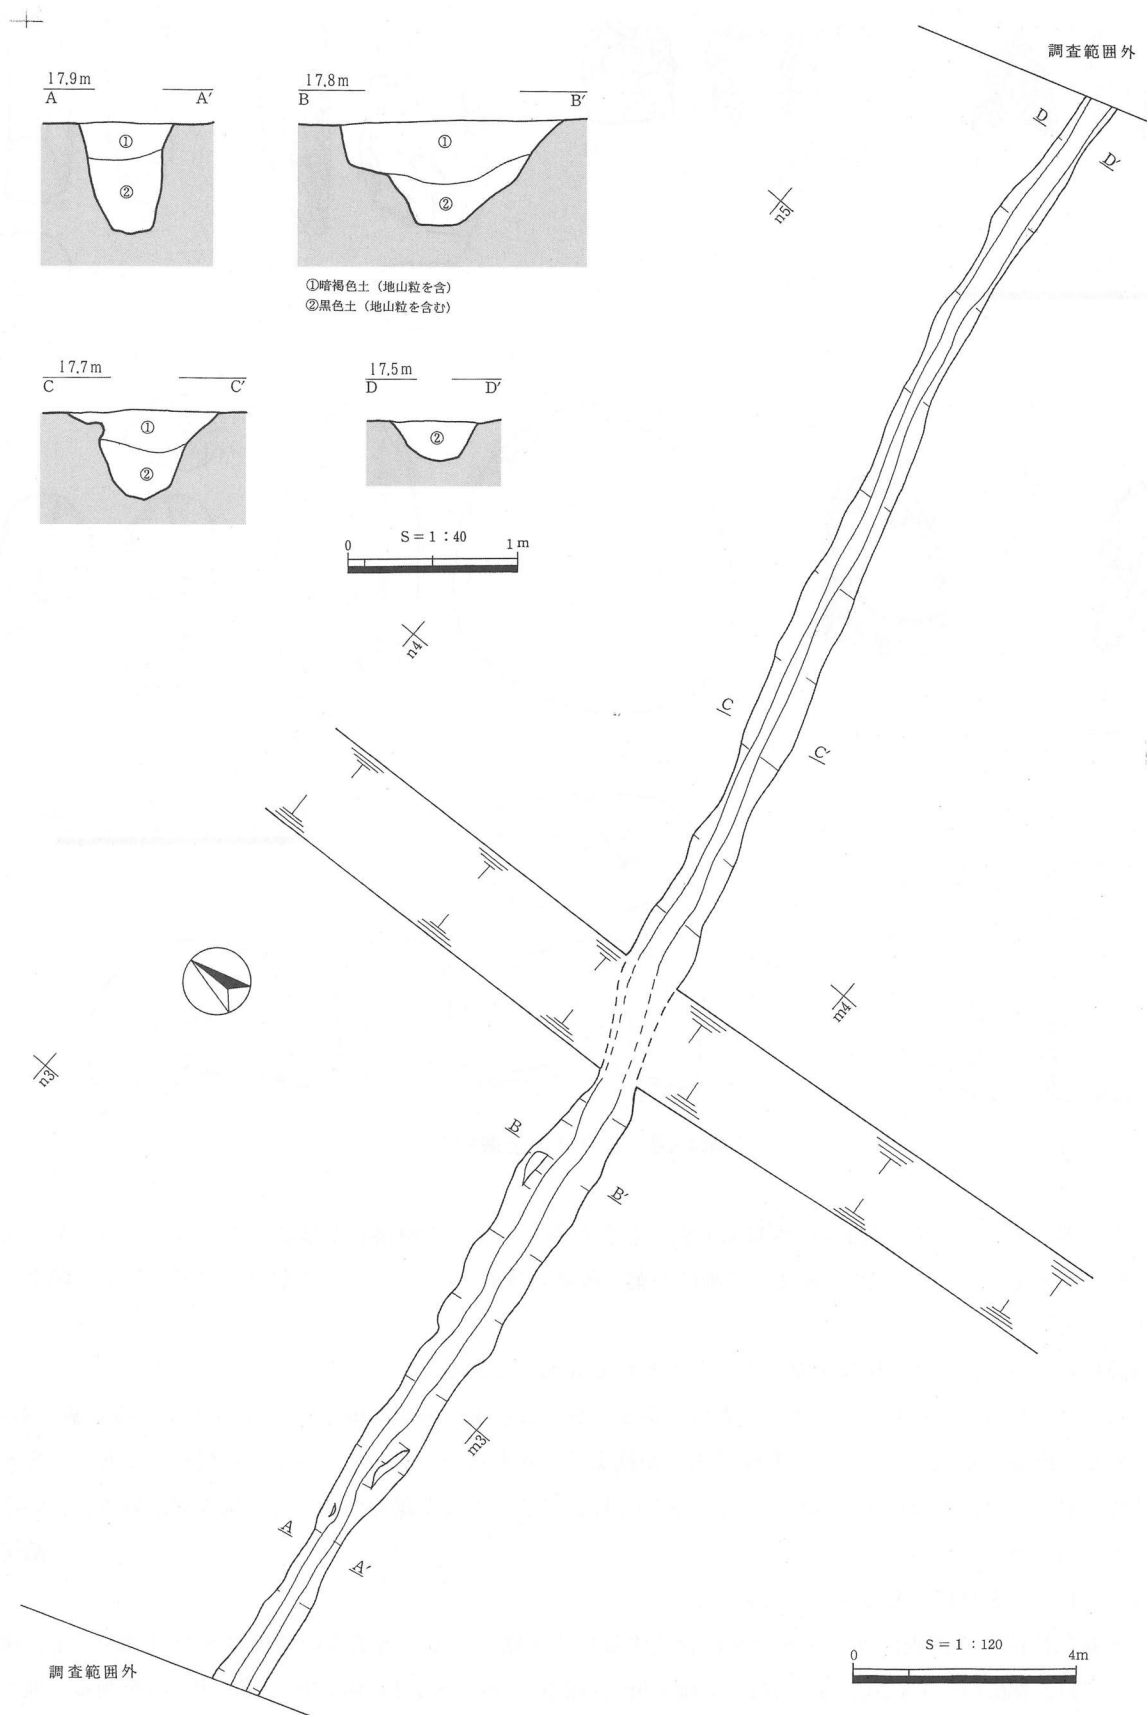 調査範囲外
17.9m
A A′
①
②
17.8m
B B′
①
②
①暗褐色土（地山粒を含）
②黒色土（地山粒を含む）
17.7m
C C′
①
②
17.5m
D D′
②
S=1:40
0 1m
D
D′
n5
n4
C
C′
m4
n3
B
B′
m3
A
A′
調査範囲外
S=1:120
0 4m